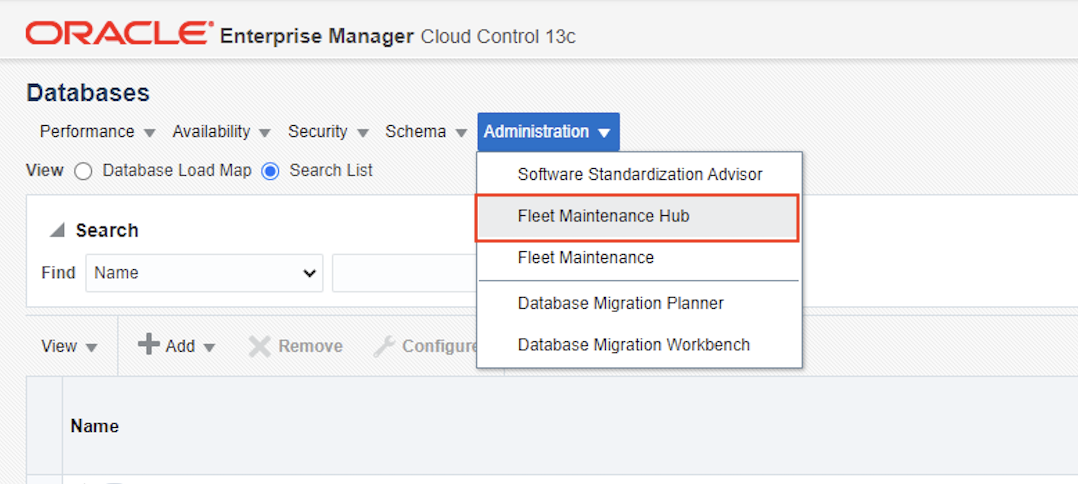 ORACLE Enterprise Manager Cloud Control 13c
Databases
Performance Availability Security Schema Administration
View Database Load Map Search List
Software Standardization Advisor
Fleet Maintenance Hub
Fleet Maintenance
Database Migration Planner
Database Migration Workbench
Search
Find Name
View Add Remove Configure
Name